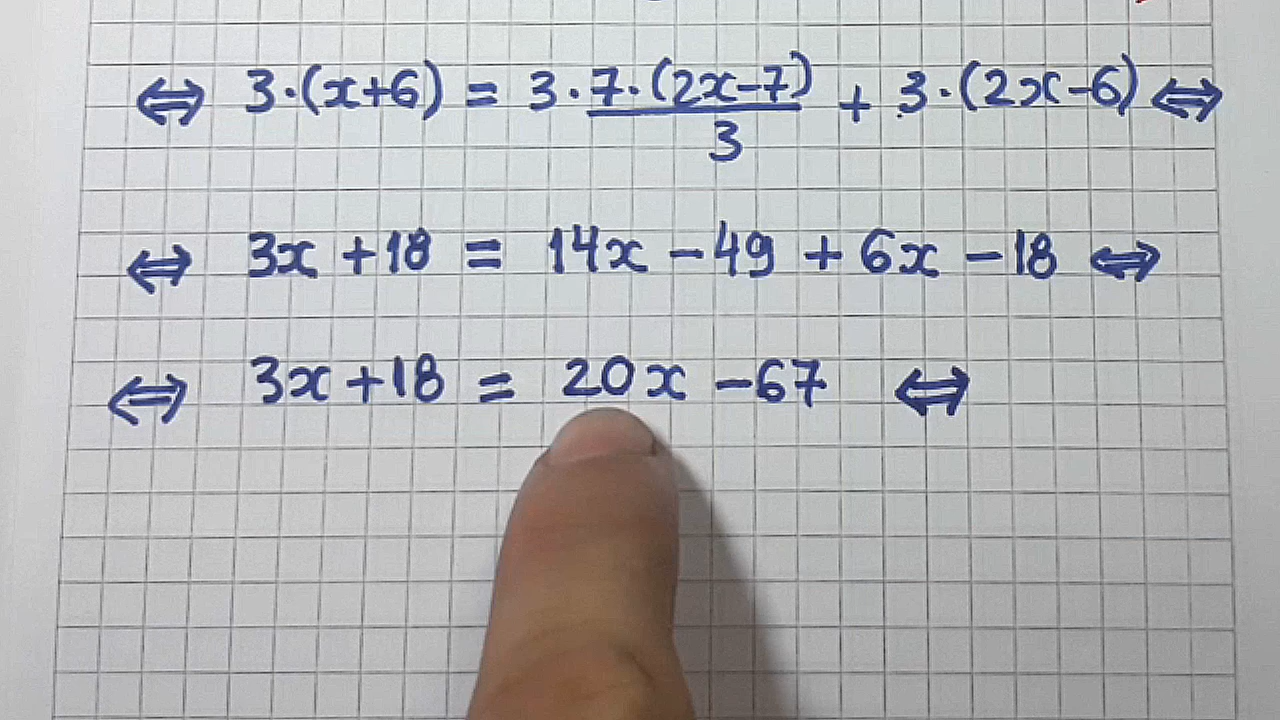 ⇔ 3·(x+6) = 3·7·(2x-7)/3 + 3·(2x-6) ⇔
⇔ 3x + 18 = 14x - 49 + 6x - 18 ⇔
⇔ 3x + 18 = 20x - 67 ⇔